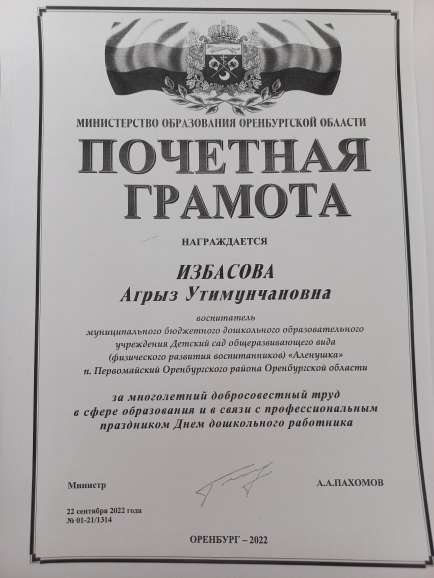 МИНИСТЕРСТВО ОБРАЗОВАНИЯ ОРЕНБУРГСКОЙ ОБЛАСТИ
ПОЧЕТНАЯ
ГРАМОТА
НАГРАЖДАЕТСЯ
ИЗБАСОВА
Агрыз Утимунчановна
воспитатель
муниципального бюджетного дошкольного образовательного
учреждения Детский сад общеразвивающего вида
(физического развития воспитанников) «Аленушка»
п. Первомайский Оренбургского района Оренбургской области
за многолетний добросовестный труд
в сфере образования и в связи с профессиональным
праздником Днем дошкольного работника
Министр А.А.ПАХОМОВ
22 сентября 2022 года
№ 01-21/1314
ОРЕНБУРГ – 2022